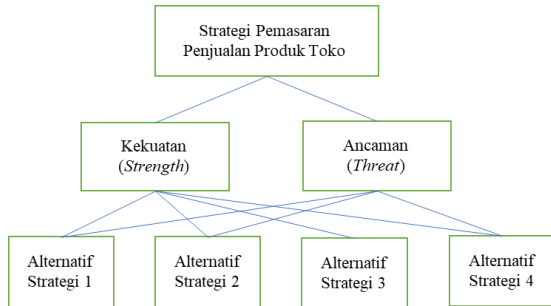 Strategi Pemasaran
Penjualan Produk Toko
Kekuatan
(Strength)
Ancaman
(Threat)
Alternatif
Strategi 1
Alternatif
Strategi 2
Alternatif
Strategi 3
Alternatif
Strategi 4